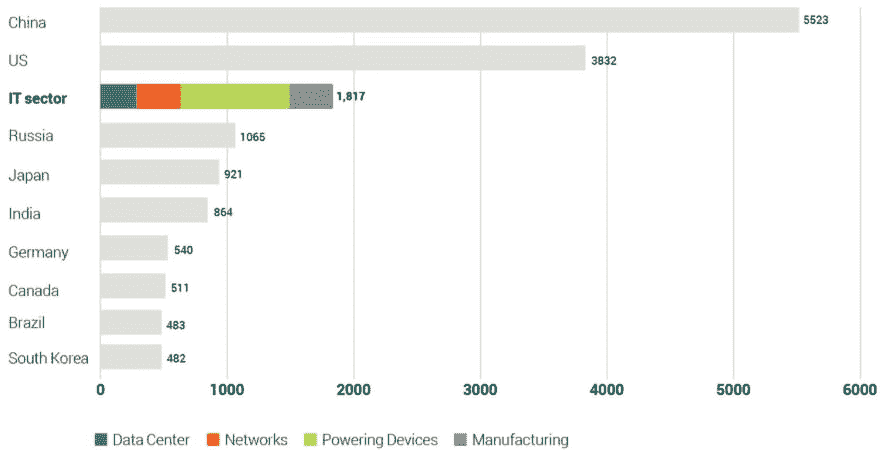 China 5523
US 3832
IT sector 1,817
Russia 1065
Japan 921
India 864
Germany 540
Canada 511
Brazil 483
South Korea 482
0 1000 2000 3000 4000 5000 6000
Data Center Networks Powering Devices Manufacturing